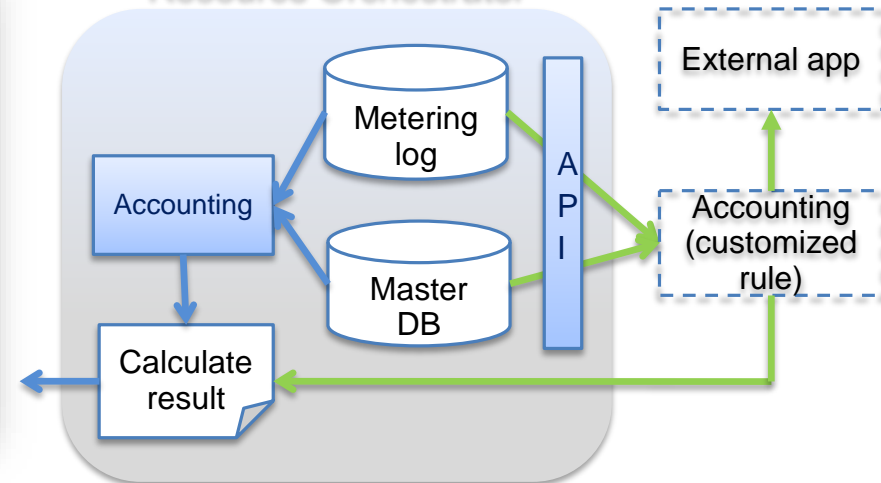 Metering
log
External app
A
P
I
Accounting
Accounting
(customized
rule)
Master
DB
Calculate
result